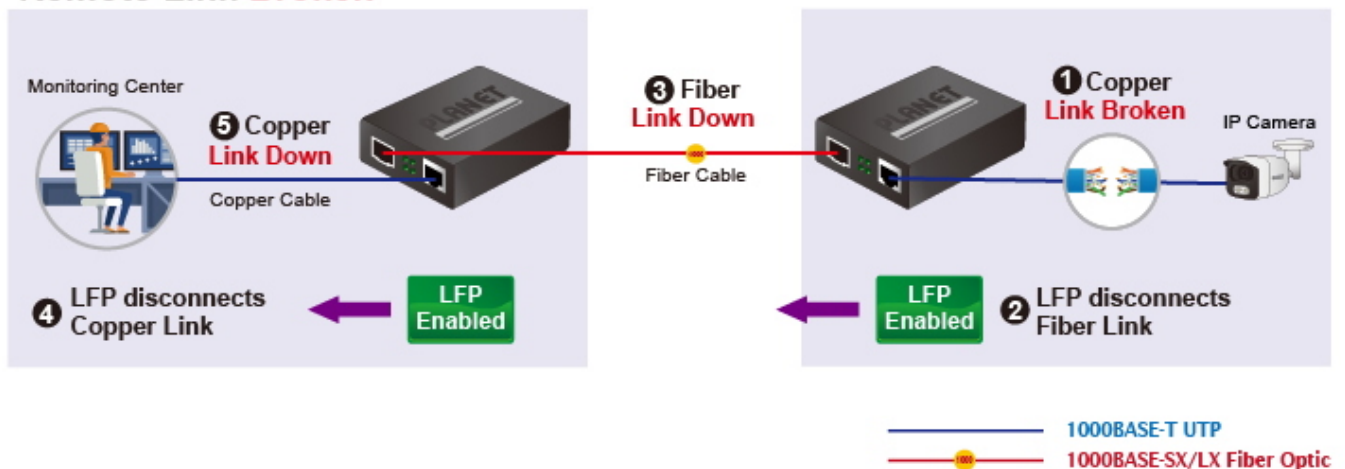 Monitoring Center
❺ Copper
Link Down
Copper Cable
PLANET
❸ Fiber
Link Down
1000
Fiber Cable
PLANET
❶ Copper
Link Broken
IP Camera
❹ LFP disconnects
Copper Link
LFP
Enabled
LFP
Enabled
❷ LFP disconnects
Fiber Link
1000BASE-T UTP
1000
1000BASE-SX/LX Fiber Optic